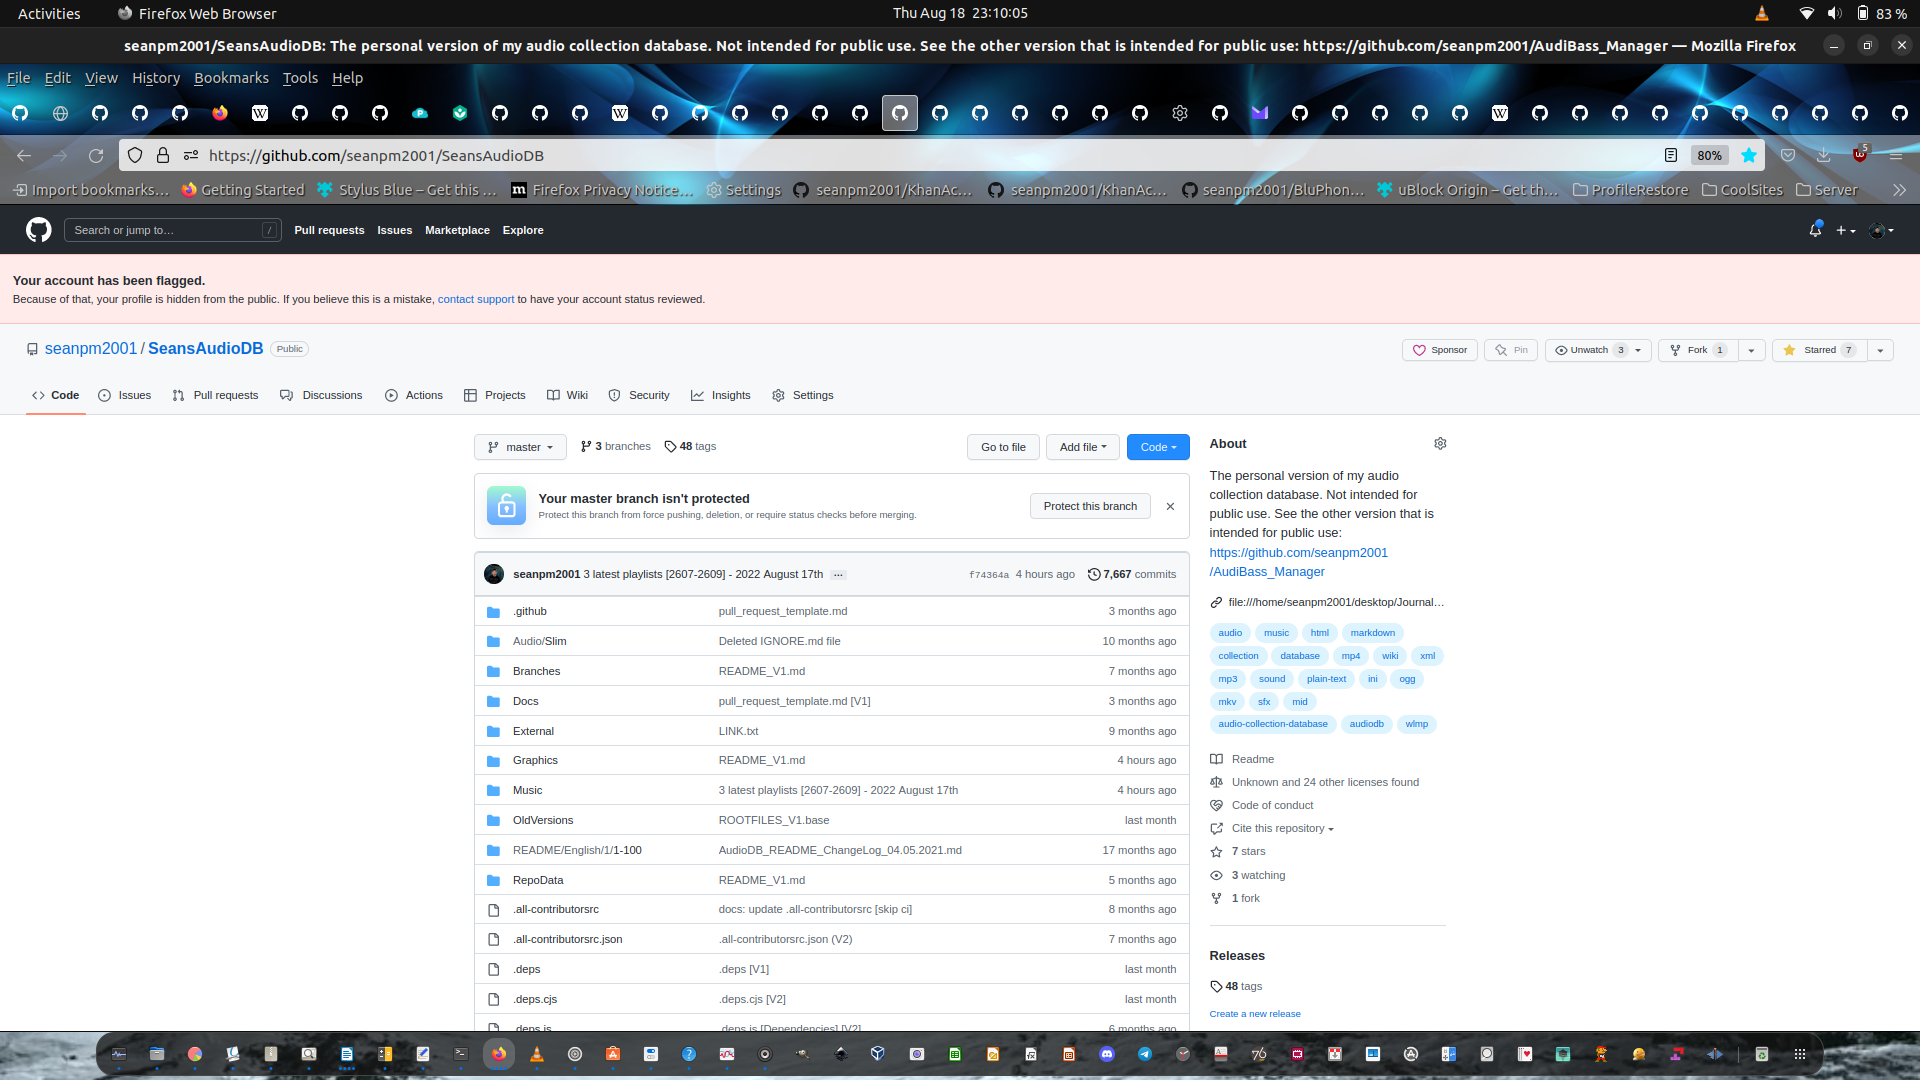 Activities
Firefox Web Browser
Thu Aug 18 23:10:05
83 %
seanpm2001/SeansAudioDB: The personal version of my audio collection database. Not intended for public use. See the other version that is intended for public use: https://github.com/seanpm2001/AudiBass_Manager — Mozilla Firefox
File Edit View History Bookmarks Tools Help
https://github.com/seanpm2001/SeansAudioDB
80%
5
Import bookmarks… Getting Started Stylus Blue – Get this … Firefox Privacy Notice… Settings seanpm2001/KhanAc… seanpm2001/KhanAc… seanpm2001/BluPhon… uBlock Origin – Get th… ProfileRestore CoolSites Server
Search or jump to… /
Pull requests Issues Marketplace Explore
Your account has been flagged.
Because of that, your profile is hidden from the public. If you believe this is a mistake, contact support to have your account status reviewed.
seanpm2001 / SeansAudioDB Public
Sponsor Pin Unwatch 3 Fork 1 Starred 7
Code Issues Pull requests Discussions Actions Projects Wiki Security Insights Settings
master 3 branches 48 tags
Go to file Add file Code
Your master branch isn't protected
Protect this branch from force pushing, deletion, or require status checks before merging.
Protect this branch
seanpm2001 3 latest playlists [2607-2609] - 2022 August 17th … f74364a 4 hours ago 7,667 commits
.github pull_request_template.md 3 months ago
Audio/Slim Deleted IGNORE.md file 10 months ago
Branches README_V1.md 7 months ago
Docs pull_request_template.md [V1] 3 months ago
External LINK.txt 9 months ago
Graphics README_V1.md 4 hours ago
Music 3 latest playlists [2607-2609] - 2022 August 17th 4 hours ago
OldVersions ROOTFILES_V1.base last month
README/English/1/1-100 AudioDB_README_ChangeLog_04.05.2021.md 17 months ago
RepoData README_V1.md 5 months ago
.all-contributorsrc docs: update .all-contributorsrc [skip ci] 8 months ago
.all-contributorsrc.json .all-contributorsrc.json (V2) 7 months ago
.deps .deps [V1] last month
.deps.cjs .deps.cjs [V2] last month
.deps.js .deps.js [Dependencies] [V2] 6 months ago
About
The personal version of my audio
collection database. Not intended for
public use. See the other version that is
intended for public use:
https://github.com/seanpm2001
/AudiBass_Manager
file:///home/seanpm2001/desktop/Journal…
audio music html markdown
collection database mp4 wiki xml
mp3 sound plain-text ini ogg
mkv sfx mid
audio-collection-database audiodb wlmp
Readme
Unknown and 24 other licenses found
Code of conduct
Cite this repository
7 stars
3 watching
1 fork
Releases
48 tags
Create a new release